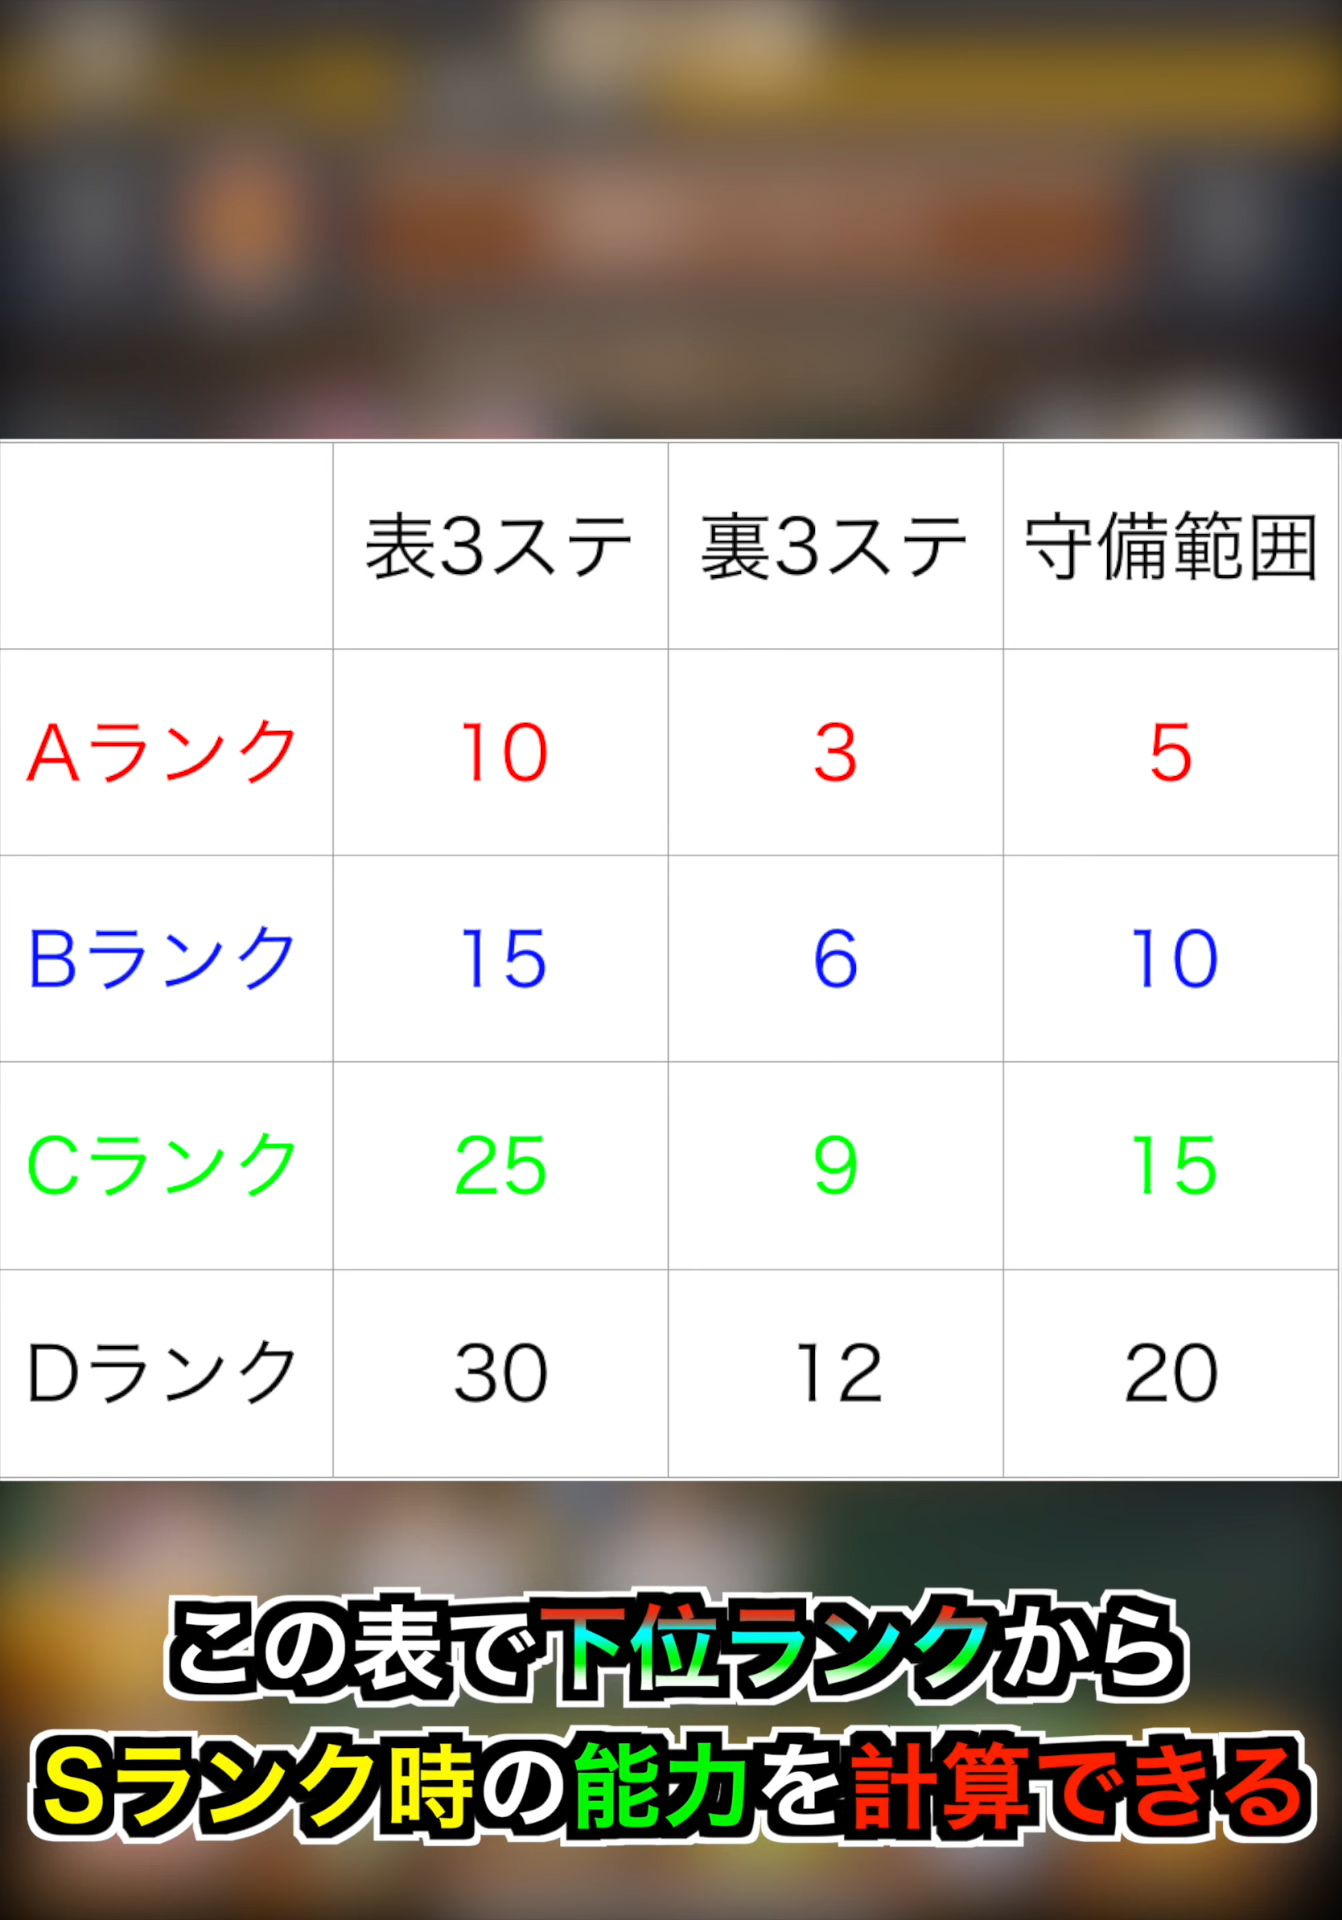 表3ステ 裏3ステ 守備範囲
Aランク 10 3 5
Bランク 15 6 10
Cランク 25 9 15
Dランク 30 12 20
この表で下位ランクから
Sランク時の能力を計算できる